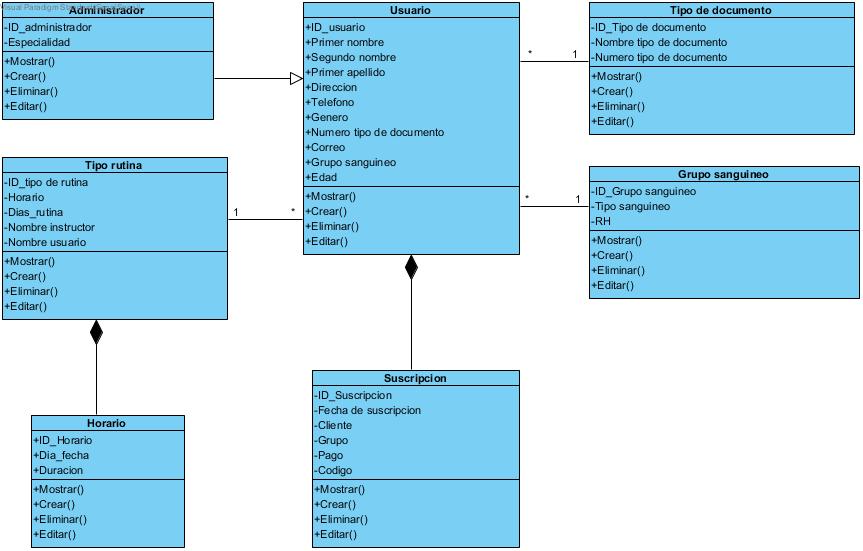 Administrador
-ID_administrador
-Especialidad
+Mostrar()
+Crear()
+Eliminar()
+Editar()
Usuario
+ID_usuario
+Primer nombre
+Segundo nombre
+Primer apellido
+Direccion
+Telefono
+Genero
+Numero tipo de documento
+Correo
+Grupo sanguineo
+Edad
+Mostrar()
+Crear()
+Eliminar()
+Editar()
* 1
Tipo de documento
-ID_Tipo de documento
-Nombre tipo de documento
-Numero tipo de documento
+Mostrar()
+Crear()
+Eliminar()
+Editar()
Tipo rutina
-ID_tipo de rutina
-Horario
-Dias_rutina
-Nombre instructor
-Nombre usuario
+Mostrar()
+Crear()
+Eliminar()
+Editar()
1 *
* 1
Grupo sanguineo
-ID_Grupo sanguineo
-Tipo sanguineo
-RH
+Mostrar()
+Crear()
+Eliminar()
+Editar()
Horario
+ID_Horario
+Dia_fecha
+Duracion
+Mostrar()
+Crear()
+Eliminar()
+Editar()
Suscripcion
-ID_Suscripcion
-Fecha de suscripcion
-Cliente
-Grupo
-Pago
-Codigo
+Mostrar()
+Crear()
+Eliminar()
+Editar()